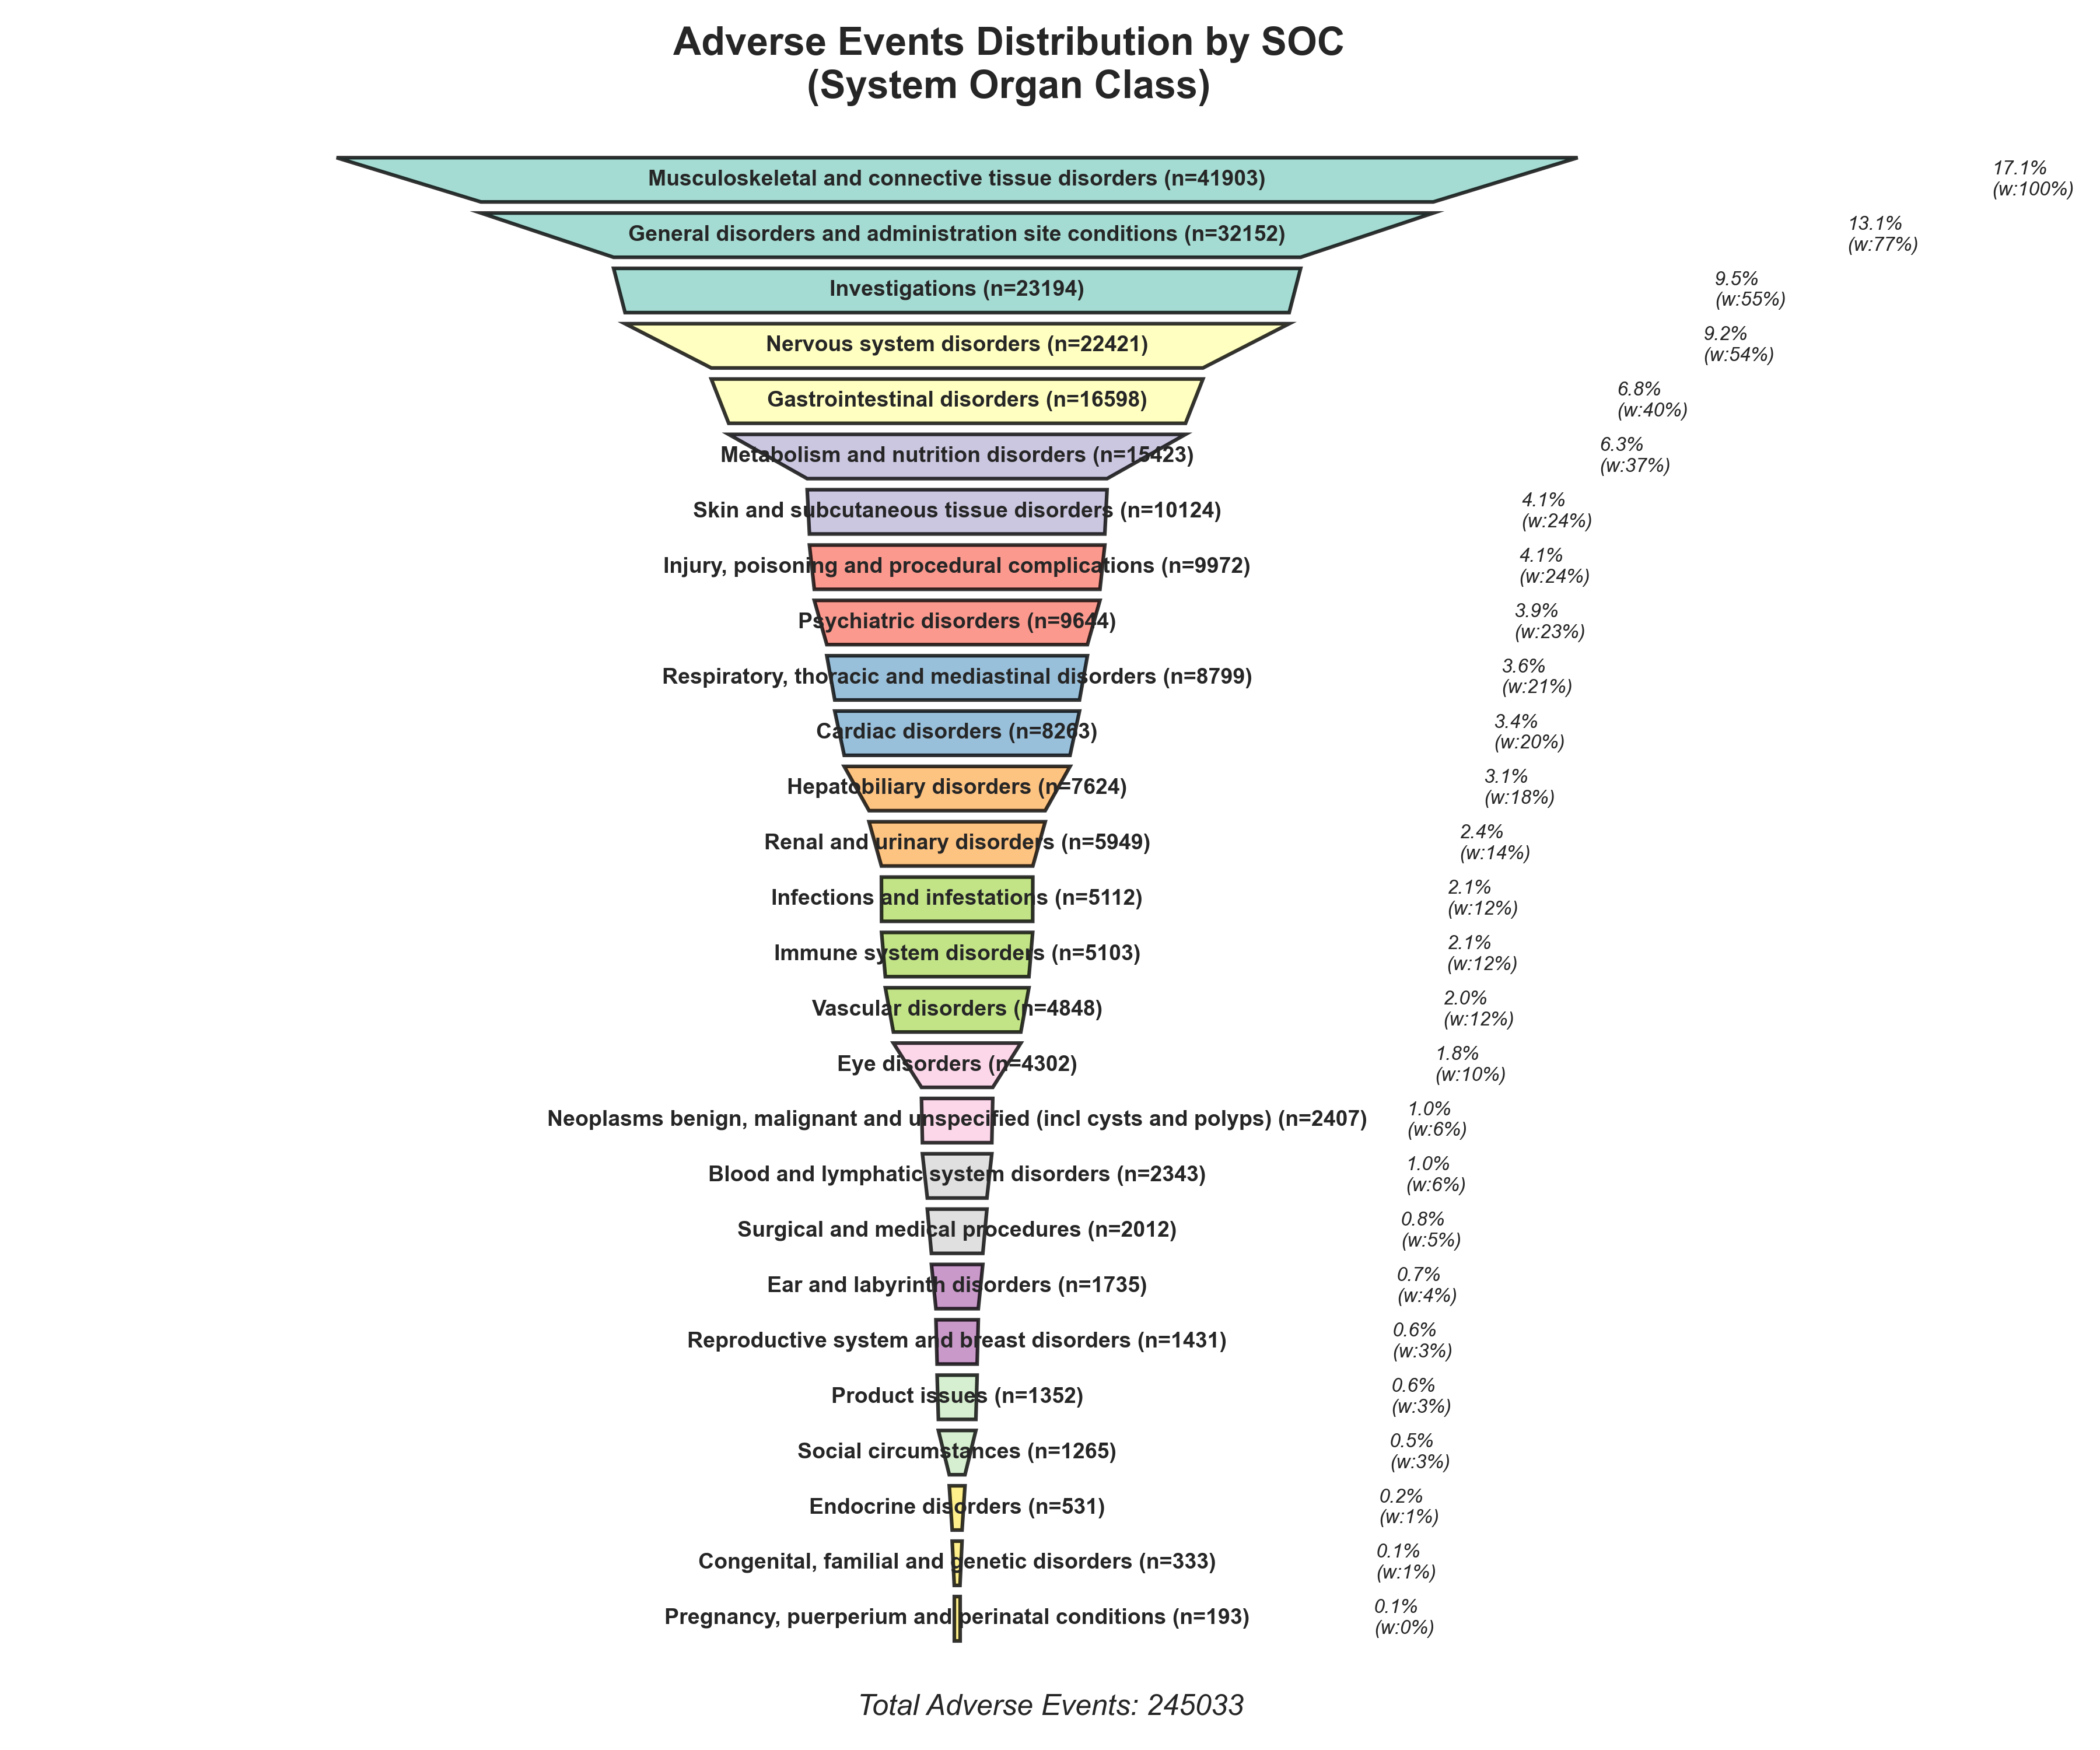 Adverse Events Distribution by SOC
(System Organ Class)
Musculoskeletal and connective tissue disorders (n=41903)
17.1%
(w:100%)
General disorders and administration site conditions (n=32152)
13.1%
(w:77%)
Investigations (n=23194)
9.5%
(w:55%)
Nervous system disorders (n=22421)
9.2%
(w:54%)
Gastrointestinal disorders (n=16598)
6.8%
(w:40%)
Metabolism and nutrition disorders (n=15423)
6.3%
(w:37%)
Skin and subcutaneous tissue disorders (n=10124)
4.1%
(w:24%)
Injury, poisoning and procedural complications (n=9972)
4.1%
(w:24%)
Psychiatric disorders (n=9644)
3.9%
(w:23%)
Respiratory, thoracic and mediastinal disorders (n=8799)
3.6%
(w:21%)
Cardiac disorders (n=8263)
3.4%
(w:20%)
Hepatobiliary disorders (n=7624)
3.1%
(w:18%)
Renal and urinary disorders (n=5949)
2.4%
(w:14%)
Infections and infestations (n=5112)
2.1%
(w:12%)
Immune system disorders (n=5103)
2.1%
(w:12%)
Vascular disorders (n=4848)
2.0%
(w:12%)
Eye disorders (n=4302)
1.8%
(w:10%)
Neoplasms benign, malignant and unspecified (incl cysts and polyps) (n=2407)
1.0%
(w:6%)
Blood and lymphatic system disorders (n=2343)
1.0%
(w:6%)
Surgical and medical procedures (n=2012)
0.8%
(w:5%)
Ear and labyrinth disorders (n=1735)
0.7%
(w:4%)
Reproductive system and breast disorders (n=1431)
0.6%
(w:3%)
Product issues (n=1352)
0.6%
(w:3%)
Social circumstances (n=1265)
0.5%
(w:3%)
Endocrine disorders (n=531)
0.2%
(w:1%)
Congenital, familial and genetic disorders (n=333)
0.1%
(w:1%)
Pregnancy, puerperium and perinatal conditions (n=193)
0.1%
(w:0%)
Total Adverse Events: 245033